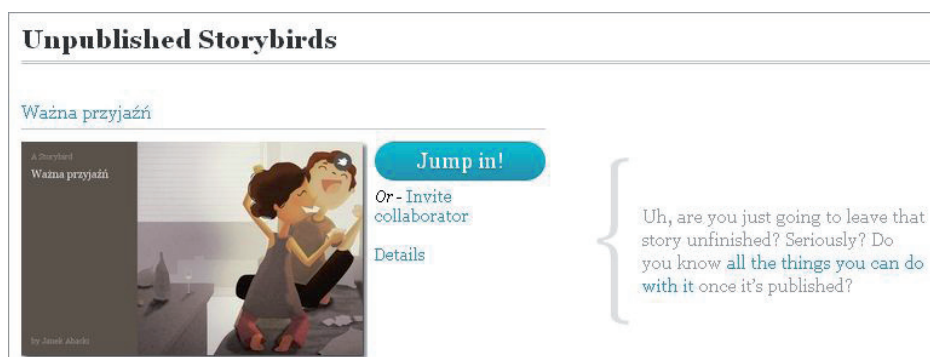 Unpublished Storybirds
Ważna przyjaźń
A Storybird
Ważna przyjaźń
by Janek Abacki
Jump in!
Or - Invite
collaborator
Details
Uh, are you just going to leave that
story unfinished? Seriously? Do
you know all the things you can do
with it once it's published?